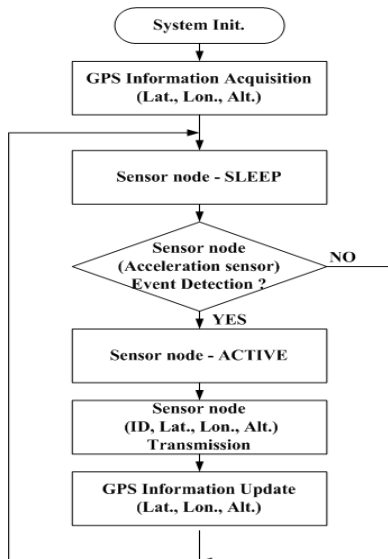 System Init.
GPS Information Acquisition
(Lat., Lon., Alt.)
Sensor node - SLEEP
Sensor node
(Acceleration sensor)
Event Detection ?
NO
YES
Sensor node - ACTIVE
Sensor node
(ID, Lat., Lon., Alt.)
Transmission
GPS Information Update
(Lat., Lon., Alt.)